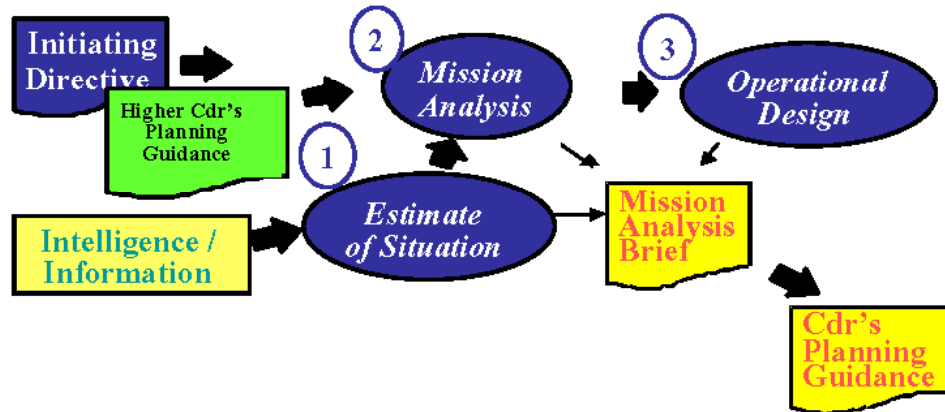 Initiating
Directive
Higher Cdr's
Planning
Guidance
Intelligence /
Information
1
Estimate
of Situation
2
Mission
Analysis
3
Operational
Design
Mission
Analysis
Brief
Cdr's
Planning
Guidance